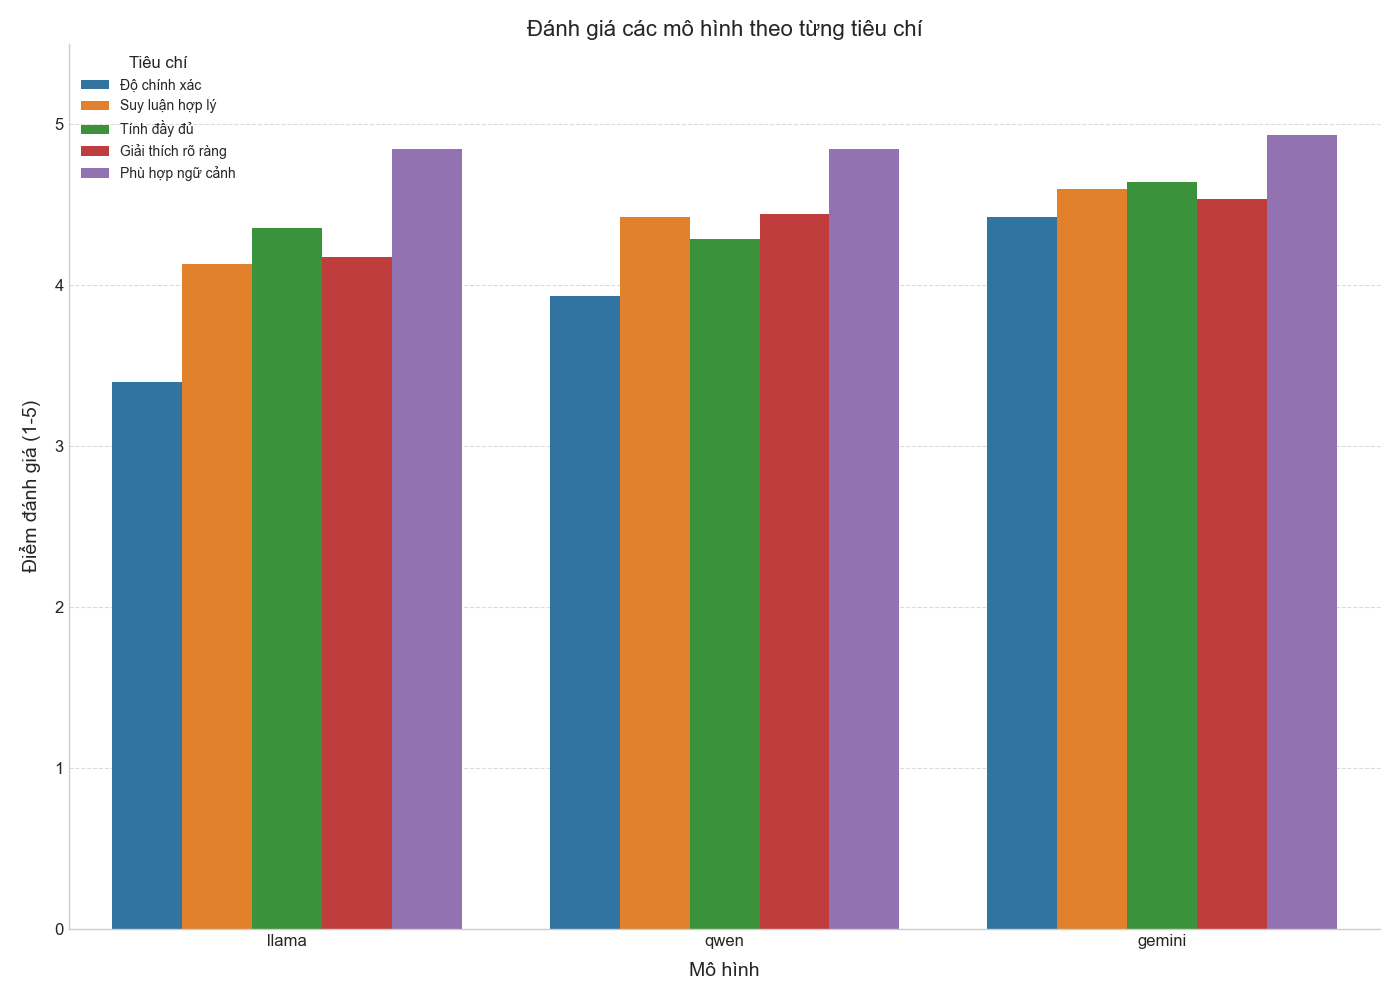 Đánh giá các mô hình theo từng tiêu chí
Tiêu chí
Độ chính xác
Suy luận hợp lý
Tính đầy đủ
Giải thích rõ ràng
Phù hợp ngữ cảnh
Điểm đánh giá (1-5)
5
4
3
2
1
0
llama
qwen
gemini
Mô hình